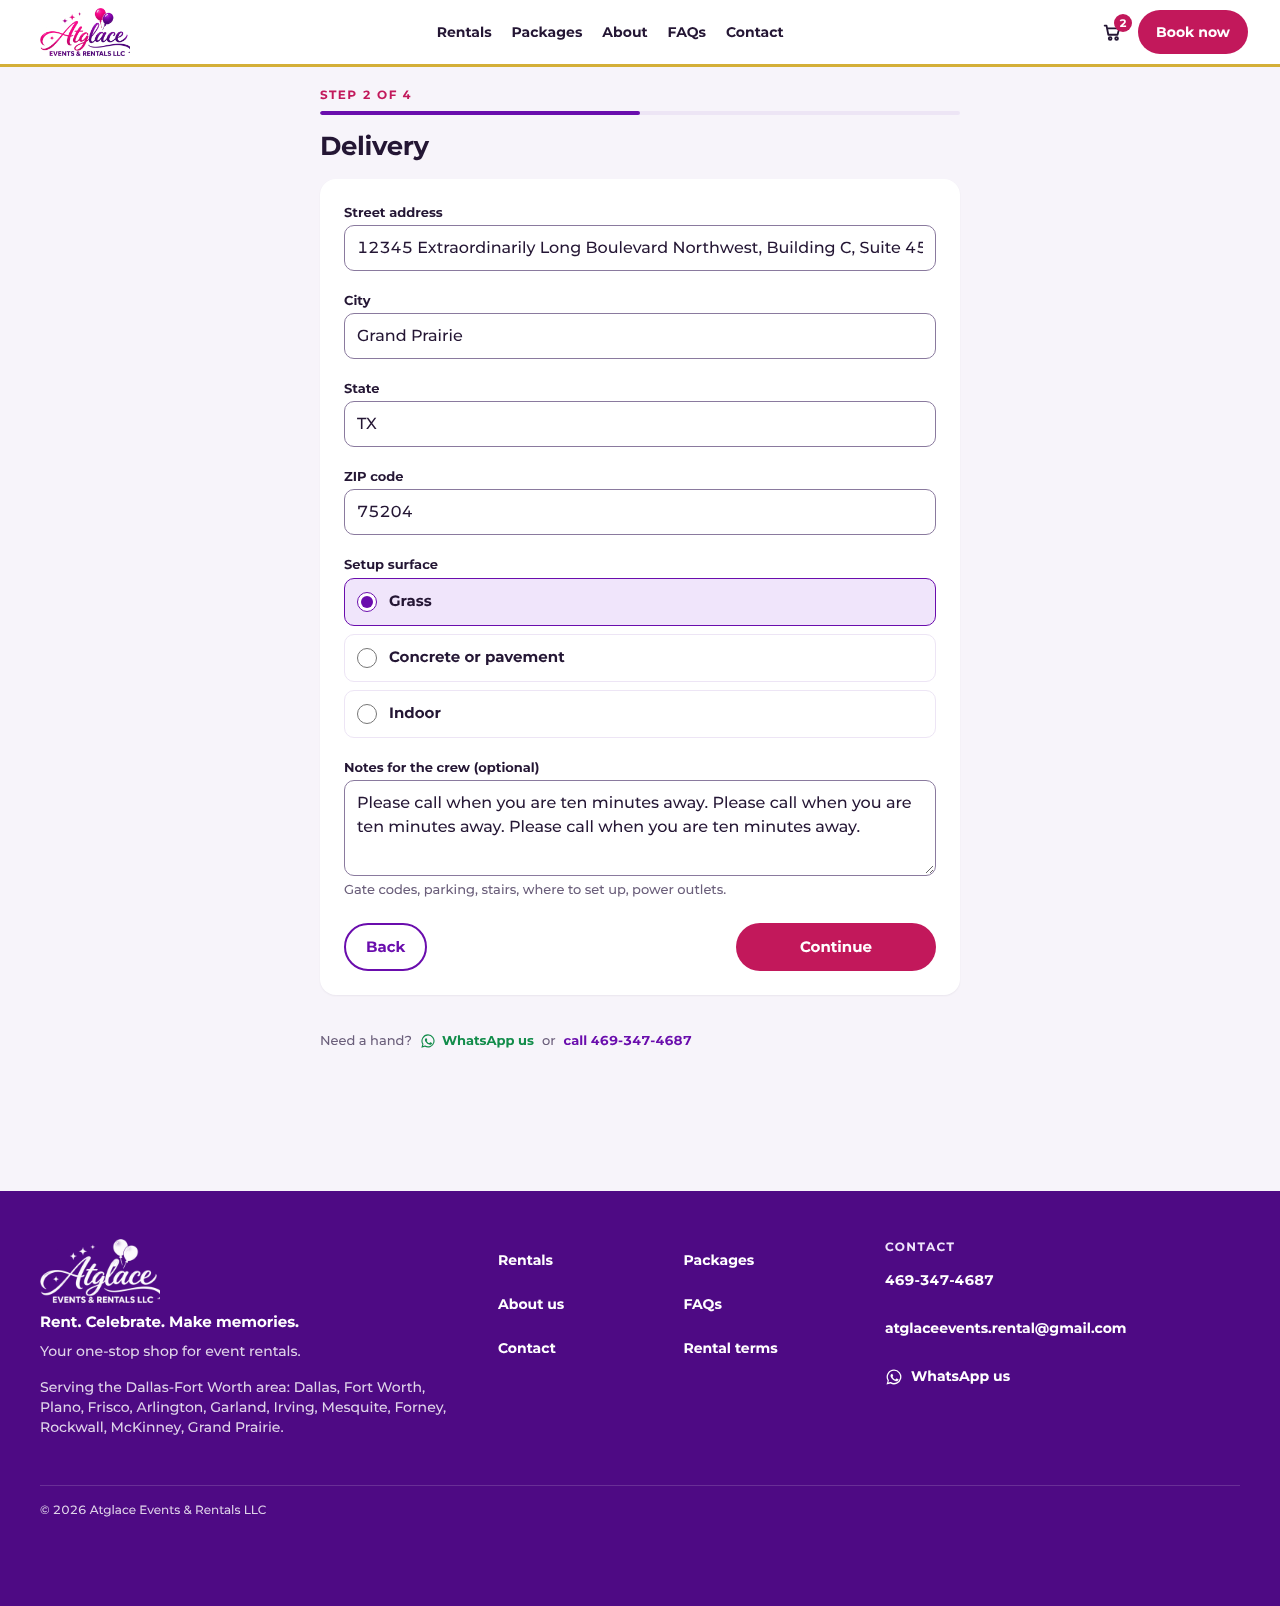 Atglace
EVENTS & RENTALS LLC
Rentals
Packages
About
FAQs
Contact
2
Book now
STEP 2 OF 4
Delivery
Street address
12345 Extraordinarily Long Boulevard Northwest, Building C, Suite 45
City
Grand Prairie
State
TX
ZIP code
75204
Setup surface
Grass
Concrete or pavement
Indoor
Notes for the crew (optional)
Please call when you are ten minutes away. Please call when you are
ten minutes away. Please call when you are ten minutes away.
Gate codes, parking, stairs, where to set up, power outlets.
Back
Continue
Need a hand? WhatsApp us or call 469-347-4687
Atglace
EVENTS & RENTALS LLC
Rent. Celebrate. Make memories.
Your one-stop shop for event rentals.
Serving the Dallas-Fort Worth area: Dallas, Fort Worth,
Plano, Frisco, Arlington, Garland, Irving, Mesquite, Forney,
Rockwall, McKinney, Grand Prairie.
Rentals
Packages
About us
FAQs
Contact
Rental terms
CONTACT
469-347-4687
atglaceevents.rental@gmail.com
WhatsApp us
© 2026 Atglace Events & Rentals LLC